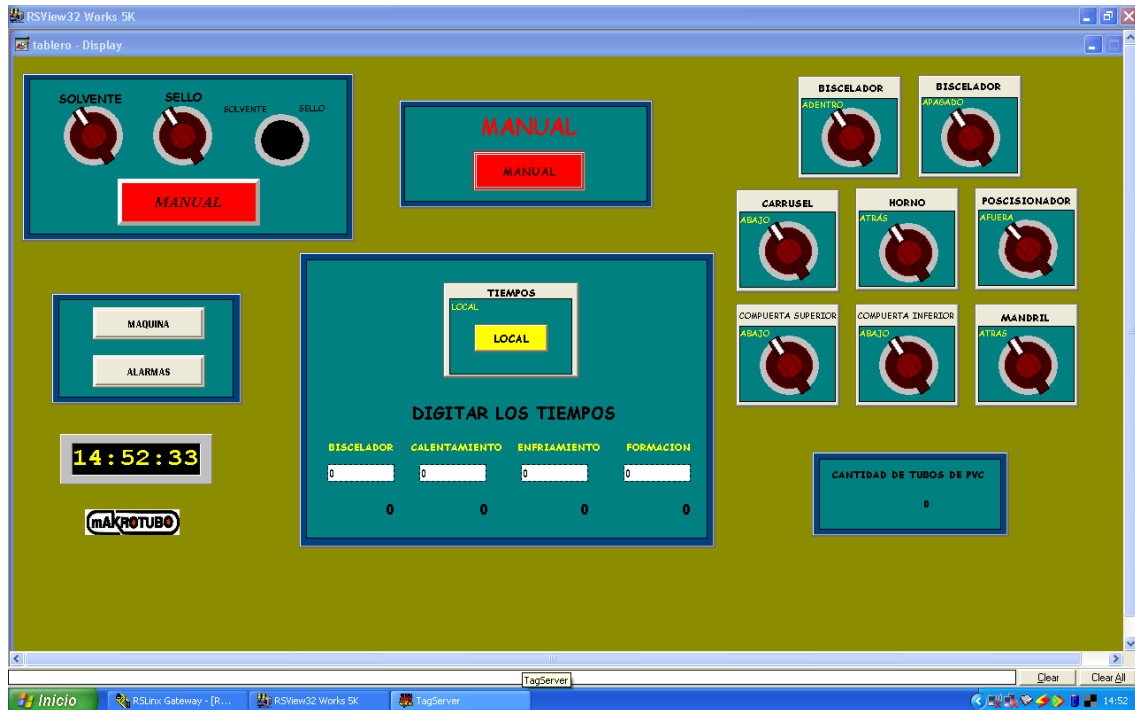 RSView32 Works 5K
tablero - Display
SOLVENTE
SELLO
SOLVENTE
SELLO
MANUAL
MANUAL
MANUAL
BISCELADOR
ADENTRO
BISCELADOR
APAGADO
CARRUSEL
ABAJO
HORNO
ATRÁS
POSCISIONADOR
AFUERA
COMPUERTA SUPERIOR
ABAJO
COMPUERTA INFERIOR
ABAJO
MANDRIL
ATRAS
MAQUINA
ALARMAS
14:52:33
mAKROTUBO
TIEMPOS
LOCAL
LOCAL
DIGITAR LOS TIEMPOS
BISCELADOR CALENTAMIENTO ENFRIAMIENTO FORMACION
0 0 0 0
0 0 0 0
CANTIDAD DE TUBOS DE PVC
0
TagServer
Clear Clear All
Inicio RSLinx Gateway - [R... RSView32 Works 5K TagServer 14:52